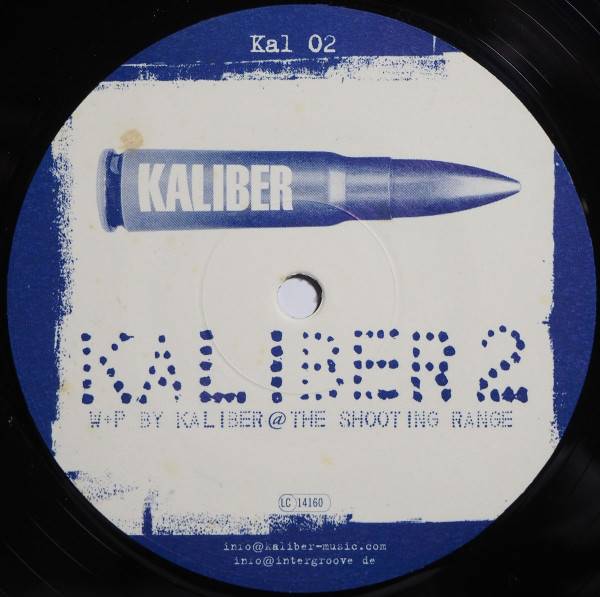 Kal 02
KALIBER
KALIBER 2
W+P BY KALIBER@THE SHOOTING RANGE
LC 14160
info@kaliber-music.com
info@intergroove de